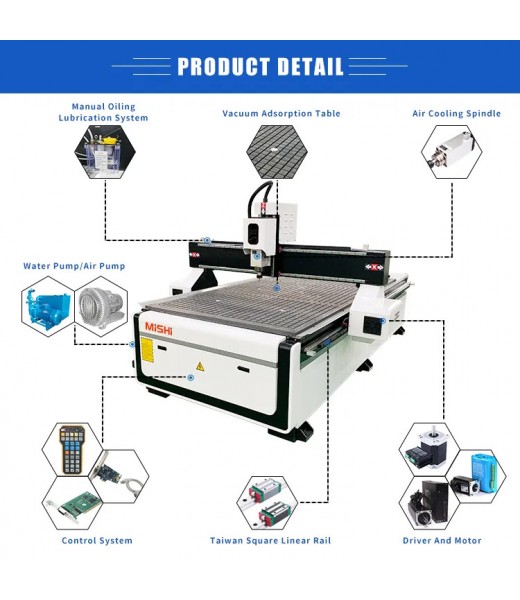 PRODUCT DETAIL
Manual Oiling
Lubrication System
Vacuum Adsorption Table
Air Cooling Spindle
Water Pump/Air Pump
MISHI
Control System
Taiwan Square Linear Rail
Driver And Motor